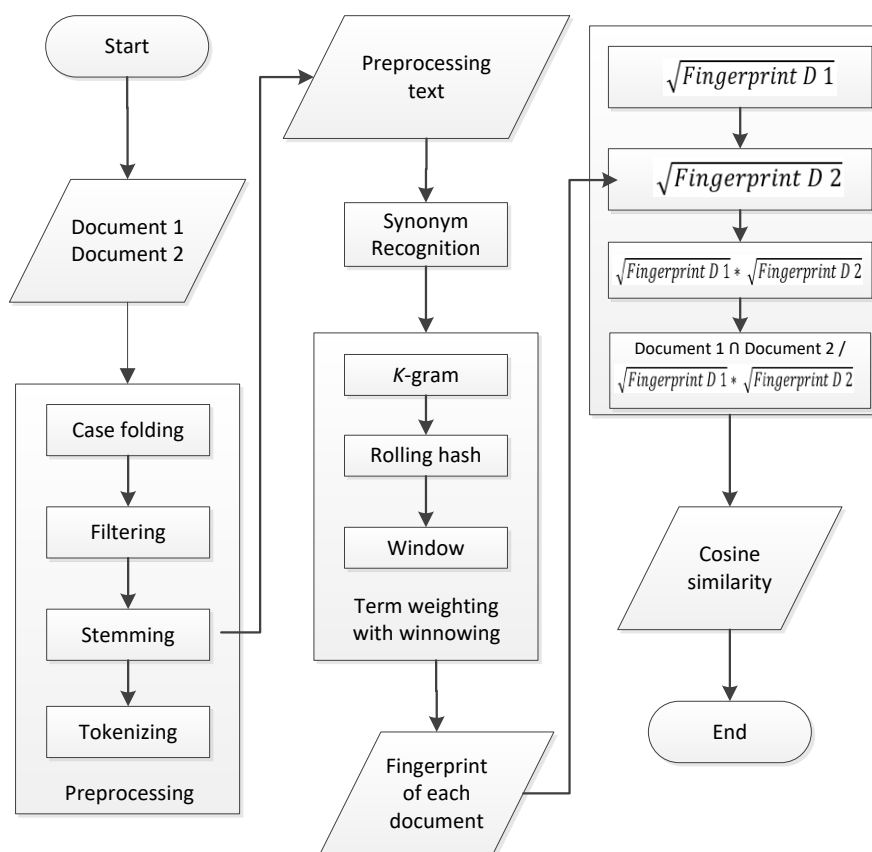 Start
Document 1
Document 2
Case folding
Filtering
Stemming
Tokenizing
Preprocessing
Preprocessing
text
Synonym
Recognition
K-gram
Rolling hash
Window
Term weighting
with winnowing
Fingerprint
of each
document
√Fingerprint D 1
√Fingerprint D 2
√Fingerprint D 1 * √Fingerprint D 2
Document 1 ∩ Document 2 /
√Fingerprint D 1 * √Fingerprint D 2
Cosine
similarity
End